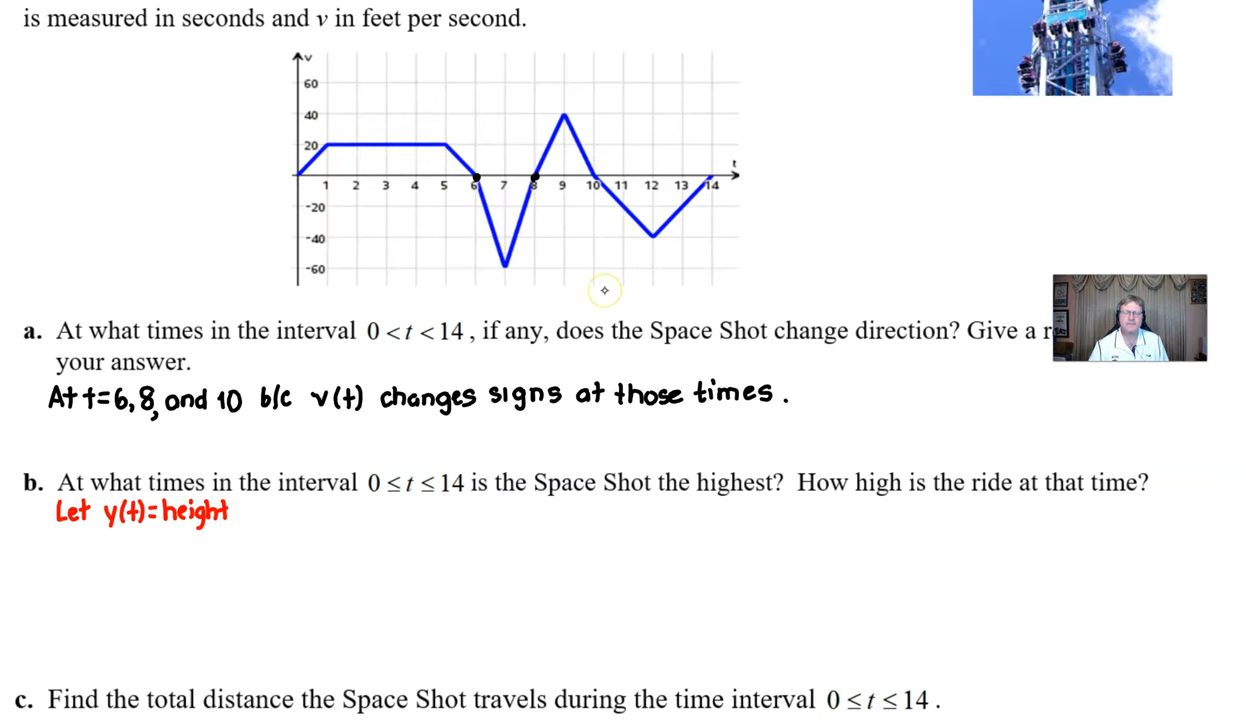 is measured in seconds and v in feet per second.
v
60
40
20
t
1 2 3 4 5 6 7 8 9 10 11 12 13 14
-20
-40
-60
a. At what times in the interval 0 < t < 14, if any, does the Space Shot change direction? Give a r
your answer.
At t=6,8, and 10 b/c v(t) changes signs at those times.
b. At what times in the interval 0 ≤ t ≤ 14 is the Space Shot the highest? How high is the ride at that time?
Let y(t)=height
c. Find the total distance the Space Shot travels during the time interval 0 ≤ t ≤ 14.